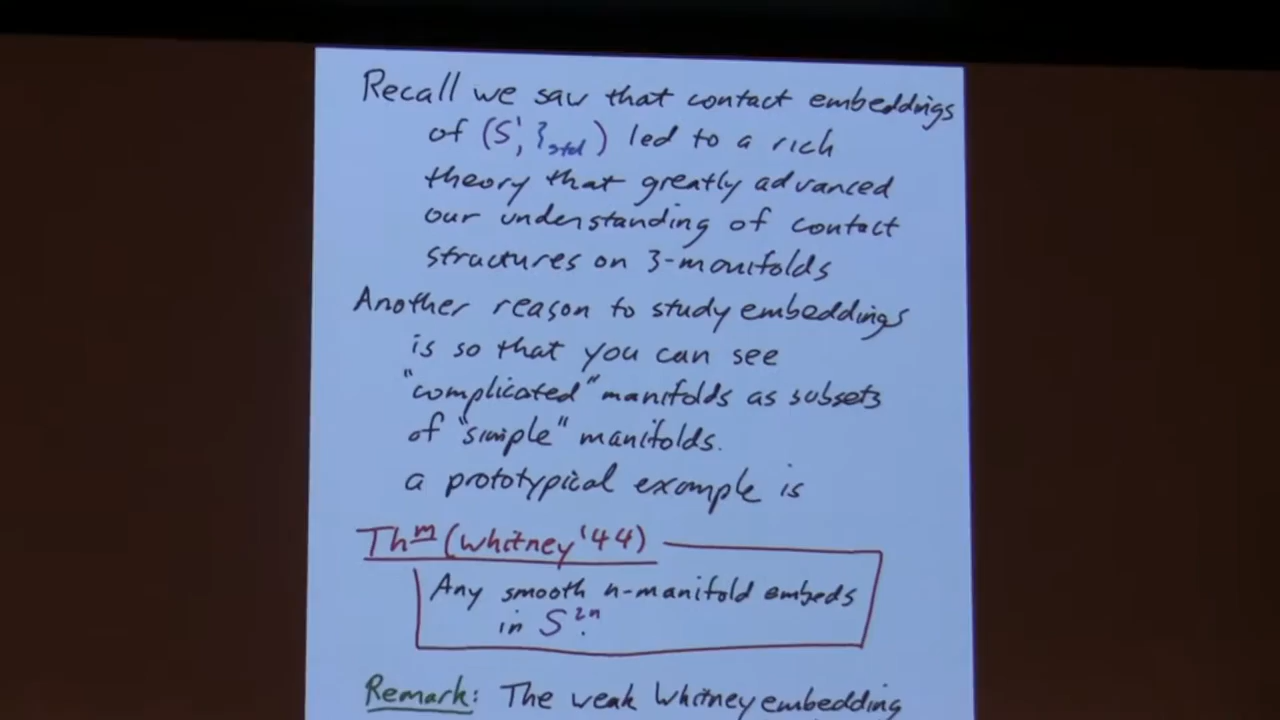 Recall we saw that contact embeddings
of (S¹, ξstd) led to a rich
theory that greatly advanced
our understanding of contact
structures on 3-manifolds
Another reason to study embeddings
is so that you can see
"complicated" manifolds as subsets
of "simple" manifolds.
a prototypical example is
Thᵐ (Whitney '44)
Any smooth n-manifold embeds
in S²ⁿ.
Remark: The weak Whitney embedding